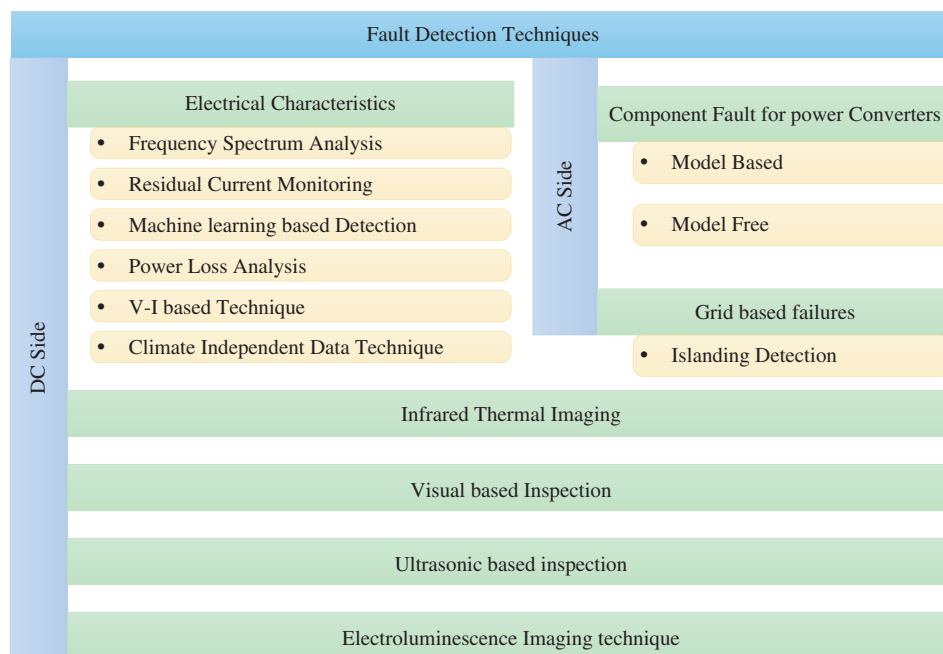 Fault Detection Techniques
DC Side
Electrical Characteristics
• Frequency Spectrum Analysis
• Residual Current Monitoring
• Machine learning based Detection
• Power Loss Analysis
• V-I based Technique
• Climate Independent Data Technique
AC Side
Component Fault for power Converters
• Model Based
• Model Free
Grid based failures
• Islanding Detection
Infrared Thermal Imaging
Visual based Inspection
Ultrasonic based inspection
Electroluminescence Imaging technique